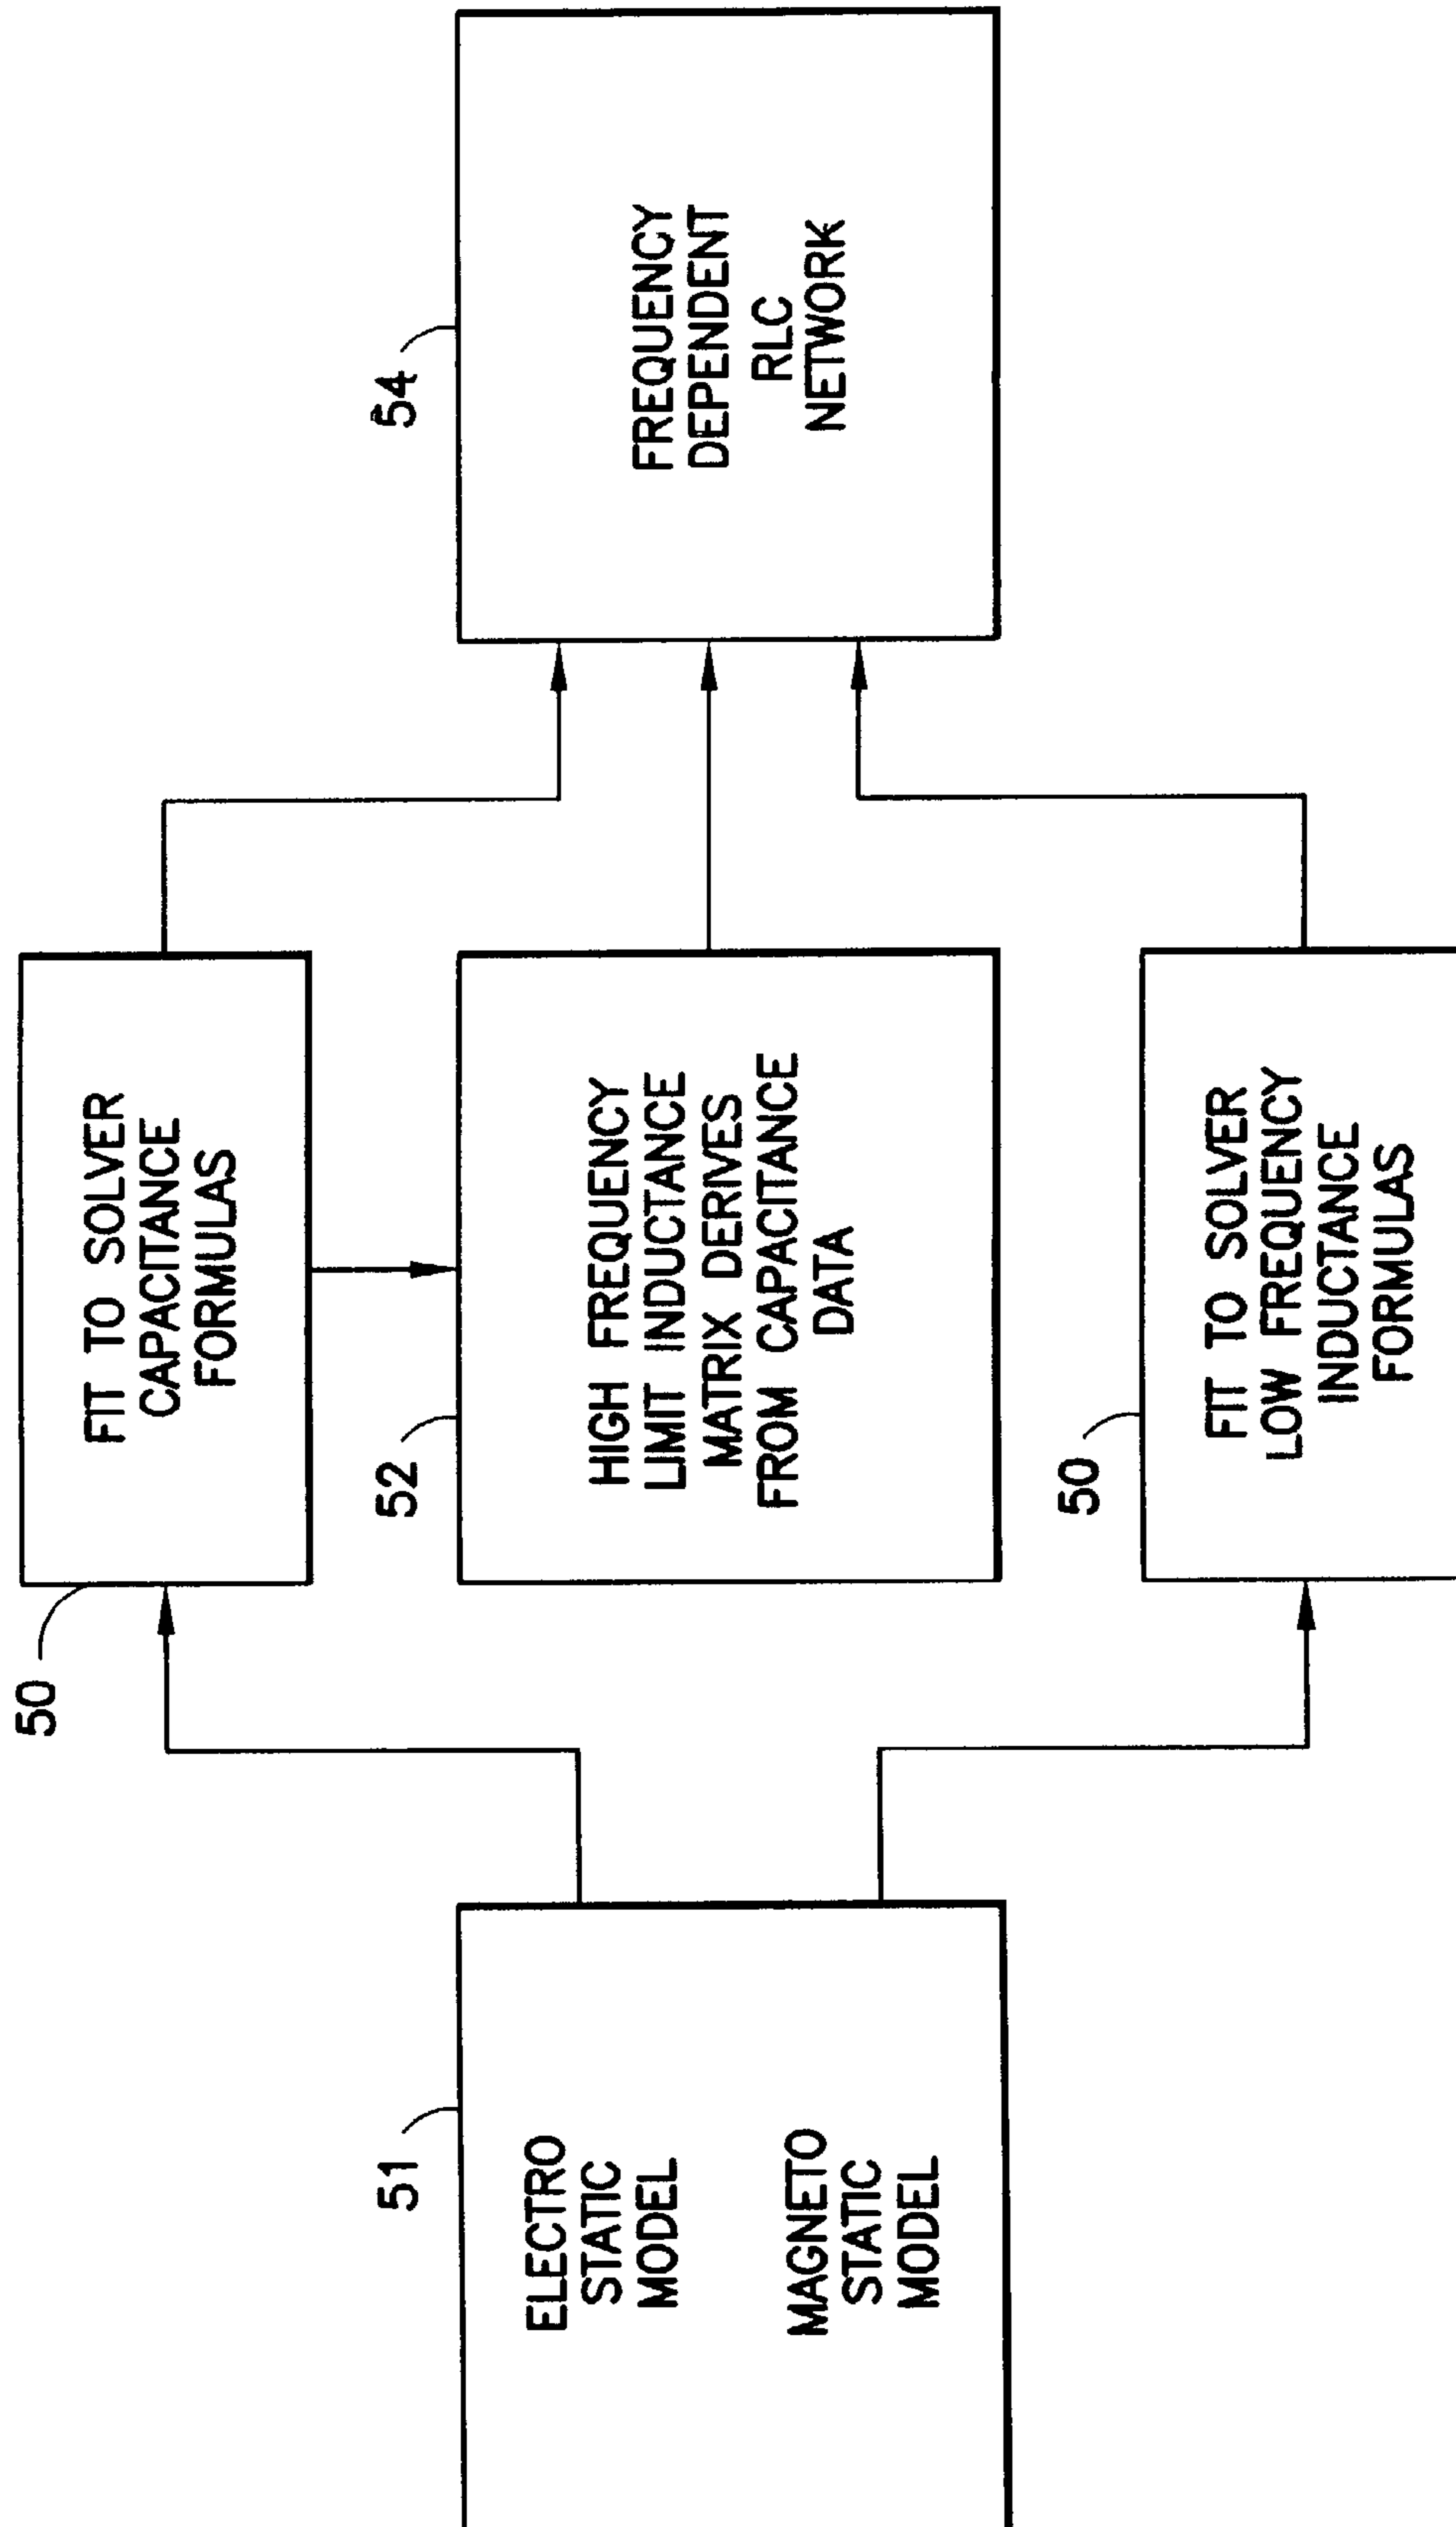 51
ELECTRO
STATIC
MODEL
MAGNETO
STATIC
MODEL
50
FIT TO SOLVER
CAPACITANCE
FORMULAS
52
HIGH FREQUENCY
LIMIT INDUCTANCE
MATRIX DERIVES
FROM CAPACITANCE
DATA
50
FIT TO SOLVER
LOW FREQUENCY
INDUCTANCE
FORMULAS
54
FREQUENCY
DEPENDENT
RLC
NETWORK